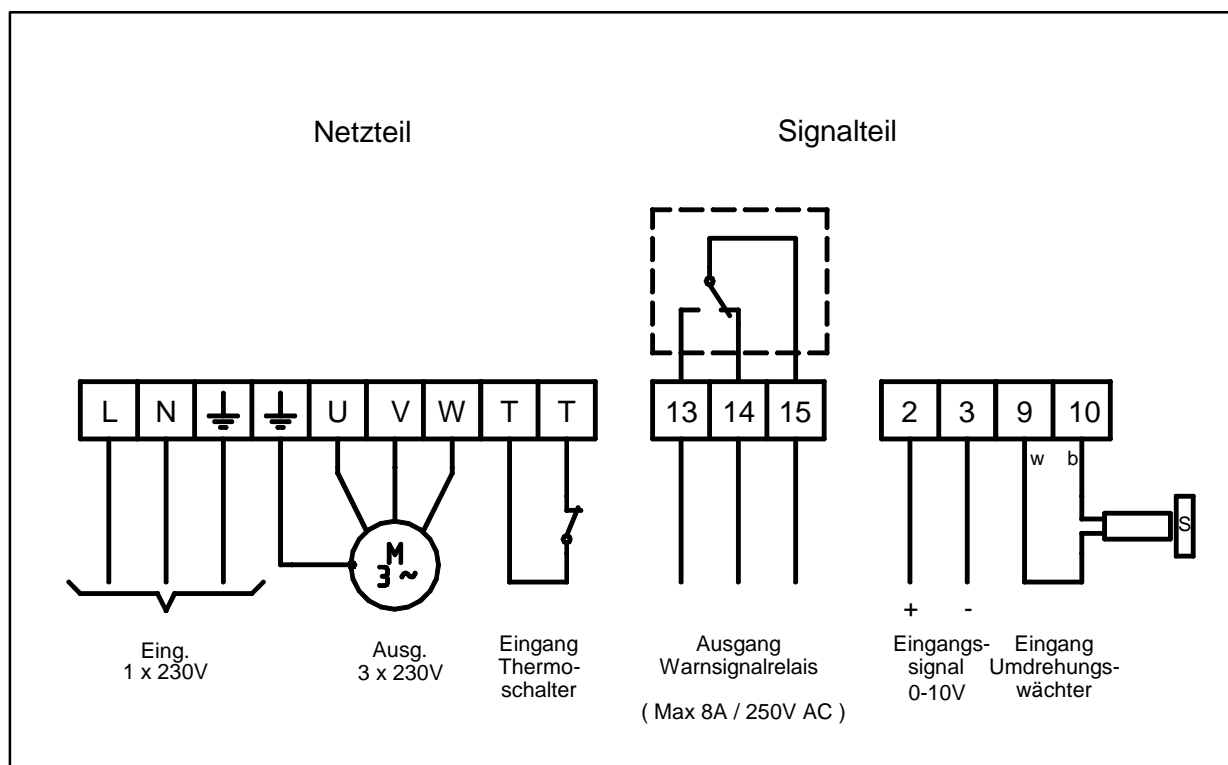 Netzteil
Signalteil
L N U V W T T
13 14 15
2 3 9 10
w b
S
M
3 ~
+ -
Eing.
1 x 230V
Ausg.
3 x 230V
Eingang
Thermo-
schalter
Ausgang
Warnsignalrelais
( Max 8A / 250V AC )
Eingangs-
signal
0-10V
Eingang
Umdrehungs-
wächter